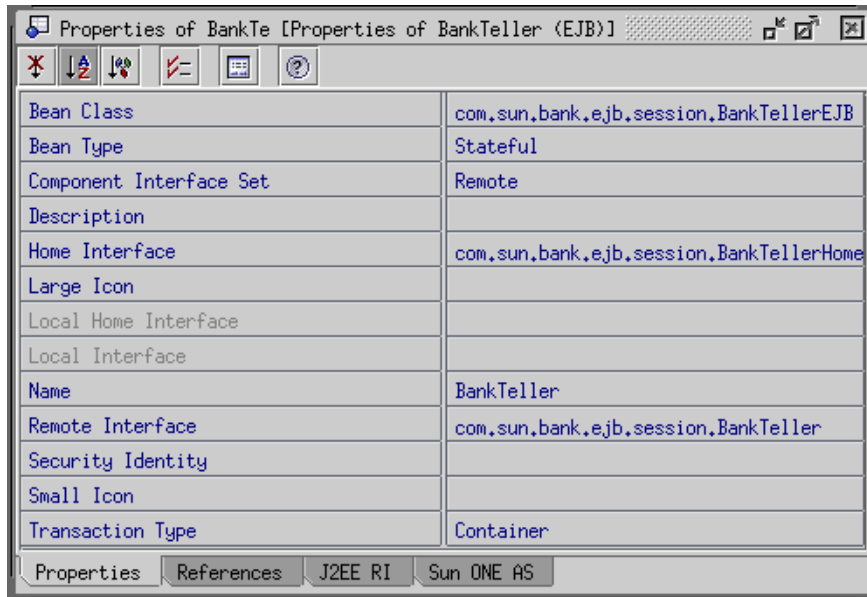 Properties of BankTe [Properties of BankTeller (EJB)]
Bean Class com.sun.bank.ejb.session.BankTellerEJB
Bean Type Stateful
Component Interface Set Remote
Description
Home Interface com.sun.bank.ejb.session.BankTellerHome
Large Icon
Local Home Interface
Local Interface
Name BankTeller
Remote Interface com.sun.bank.ejb.session.BankTeller
Security Identity
Small Icon
Transaction Type Container
Properties References J2EE RI Sun ONE AS